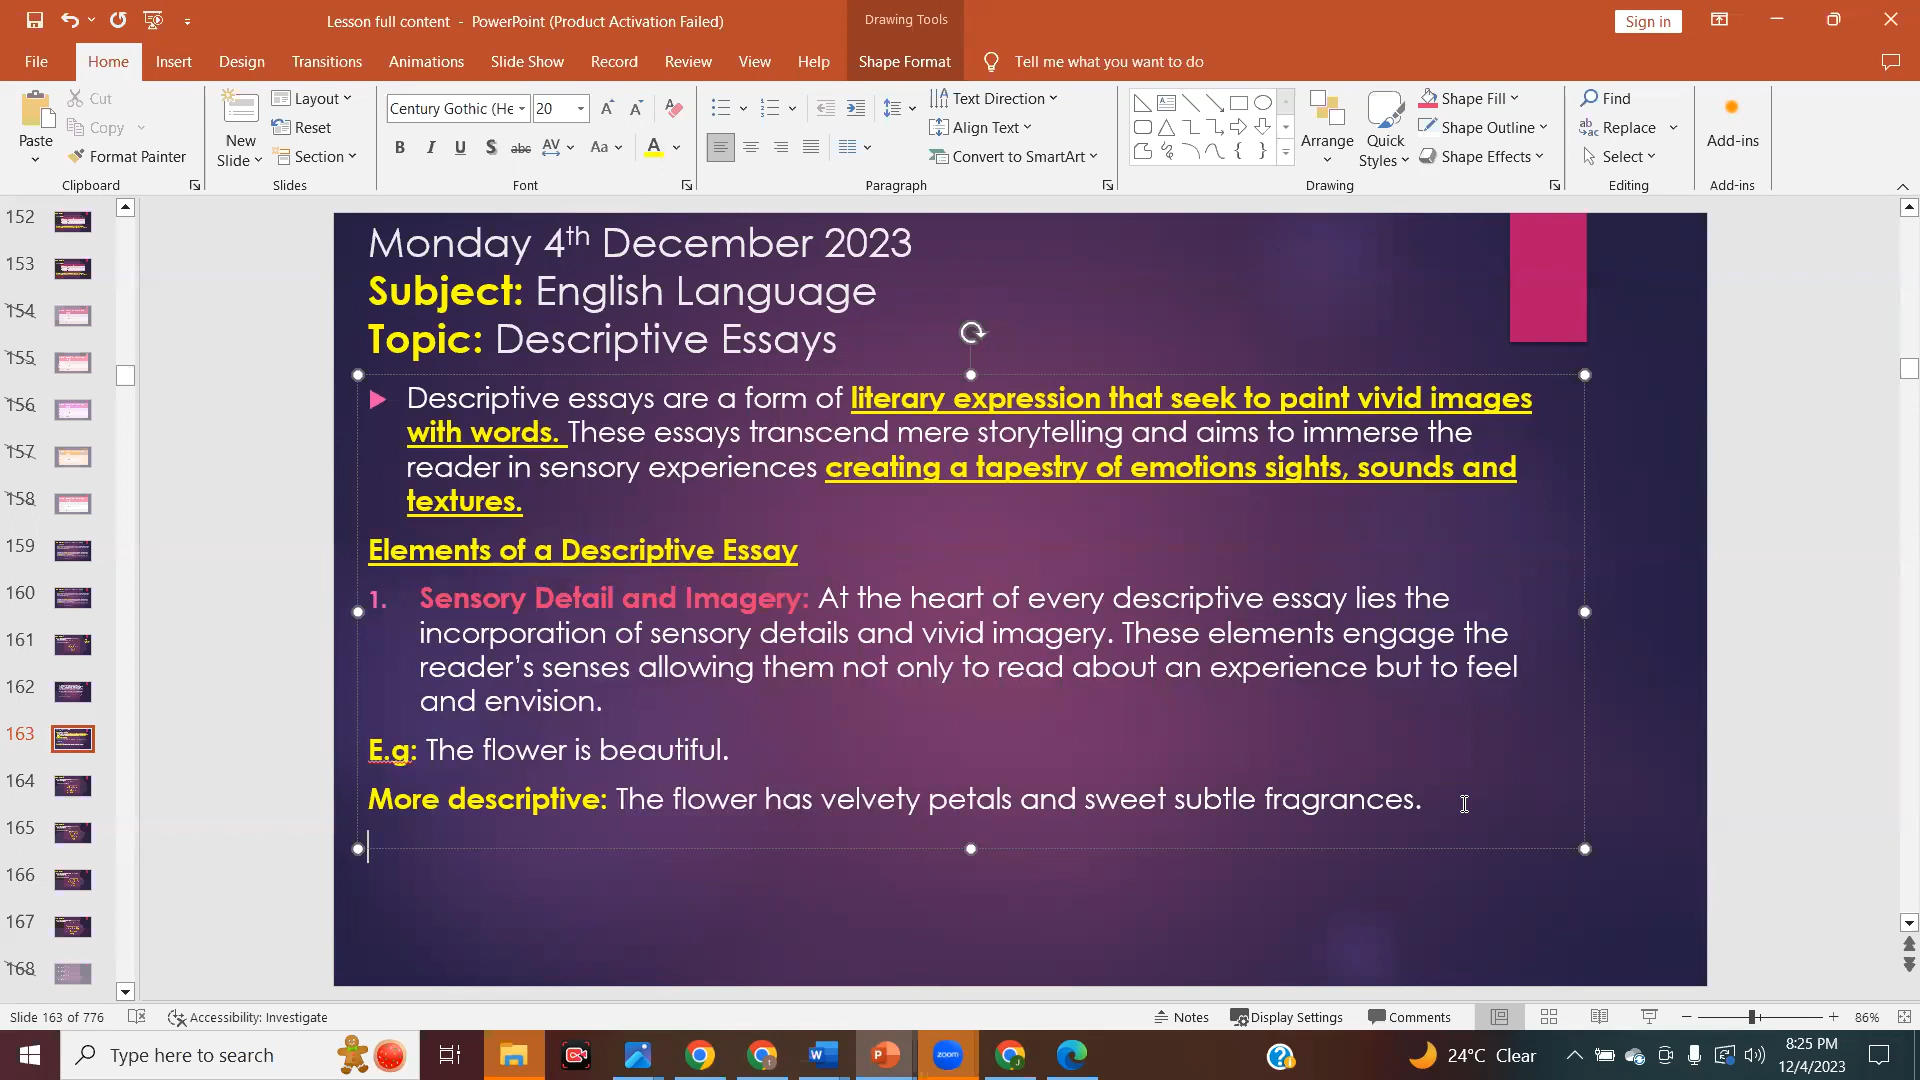 Lesson full content - PowerPoint (Product Activation Failed)
Drawing Tools
Sign in
File Home Insert Design Transitions Animations Slide Show Record Review View Help Shape Format Tell me what you want to do
Paste
Cut
Copy
Format Painter
Clipboard
New Slide
Layout
Reset
Section
Slides
Century Gothic (He 20
Font
Text Direction
Align Text
Convert to SmartArt
Paragraph
Arrange
Quick Styles
Shape Fill
Shape Outline
Shape Effects
Drawing
Find
Replace
Select
Editing
Add-ins
Add-ins
152
153
154
155
156
157
158
159
160
161
162
163
164
165
166
167
168
Monday 4th December 2023
Subject: English Language
Topic: Descriptive Essays
Descriptive essays are a form of literary expression that seek to paint vivid images
with words. These essays transcend mere storytelling and aims to immerse the
reader in sensory experiences creating a tapestry of emotions sights, sounds and
textures.
Elements of a Descriptive Essay
1. Sensory Detail and Imagery: At the heart of every descriptive essay lies the
incorporation of sensory details and vivid imagery. These elements engage the
reader's senses allowing them not only to read about an experience but to feel
and envision.
E.g: The flower is beautiful.
More descriptive: The flower has velvety petals and sweet subtle fragrances.
Slide 163 of 776 Accessibility: Investigate Notes Display Settings Comments 86%
Type here to search
zoom
24°C Clear
8:25 PM
12/4/2023